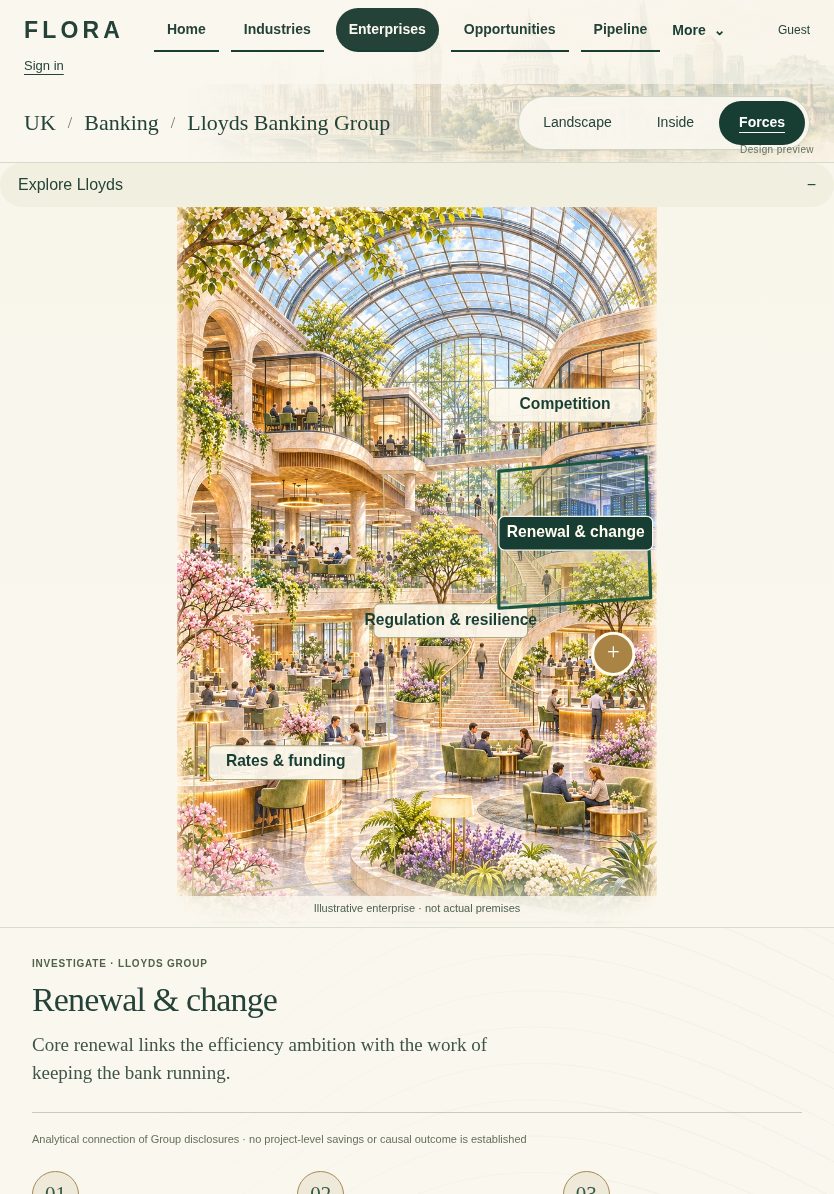 FLORA
Home
Industries
Enterprises
Opportunities
Pipeline
More
Guest
Sign in
UK / Banking / Lloyds Banking Group
Landscape
Inside
Forces
Design preview
Explore Lloyds
−
Competition
Renewal & change
Regulation & resilience
+
Rates & funding
Illustrative enterprise · not actual premises
INVESTIGATE · LLOYDS GROUP
Renewal & change
Core renewal links the efficiency ambition with the work of
keeping the bank running.
Analytical connection of Group disclosures · no project-level savings or causal outcome is established
01
02
03